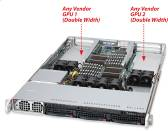 Any Vendor
GPU 1
(Double Width)
Any Vendor
GPU 2
(Double Width)